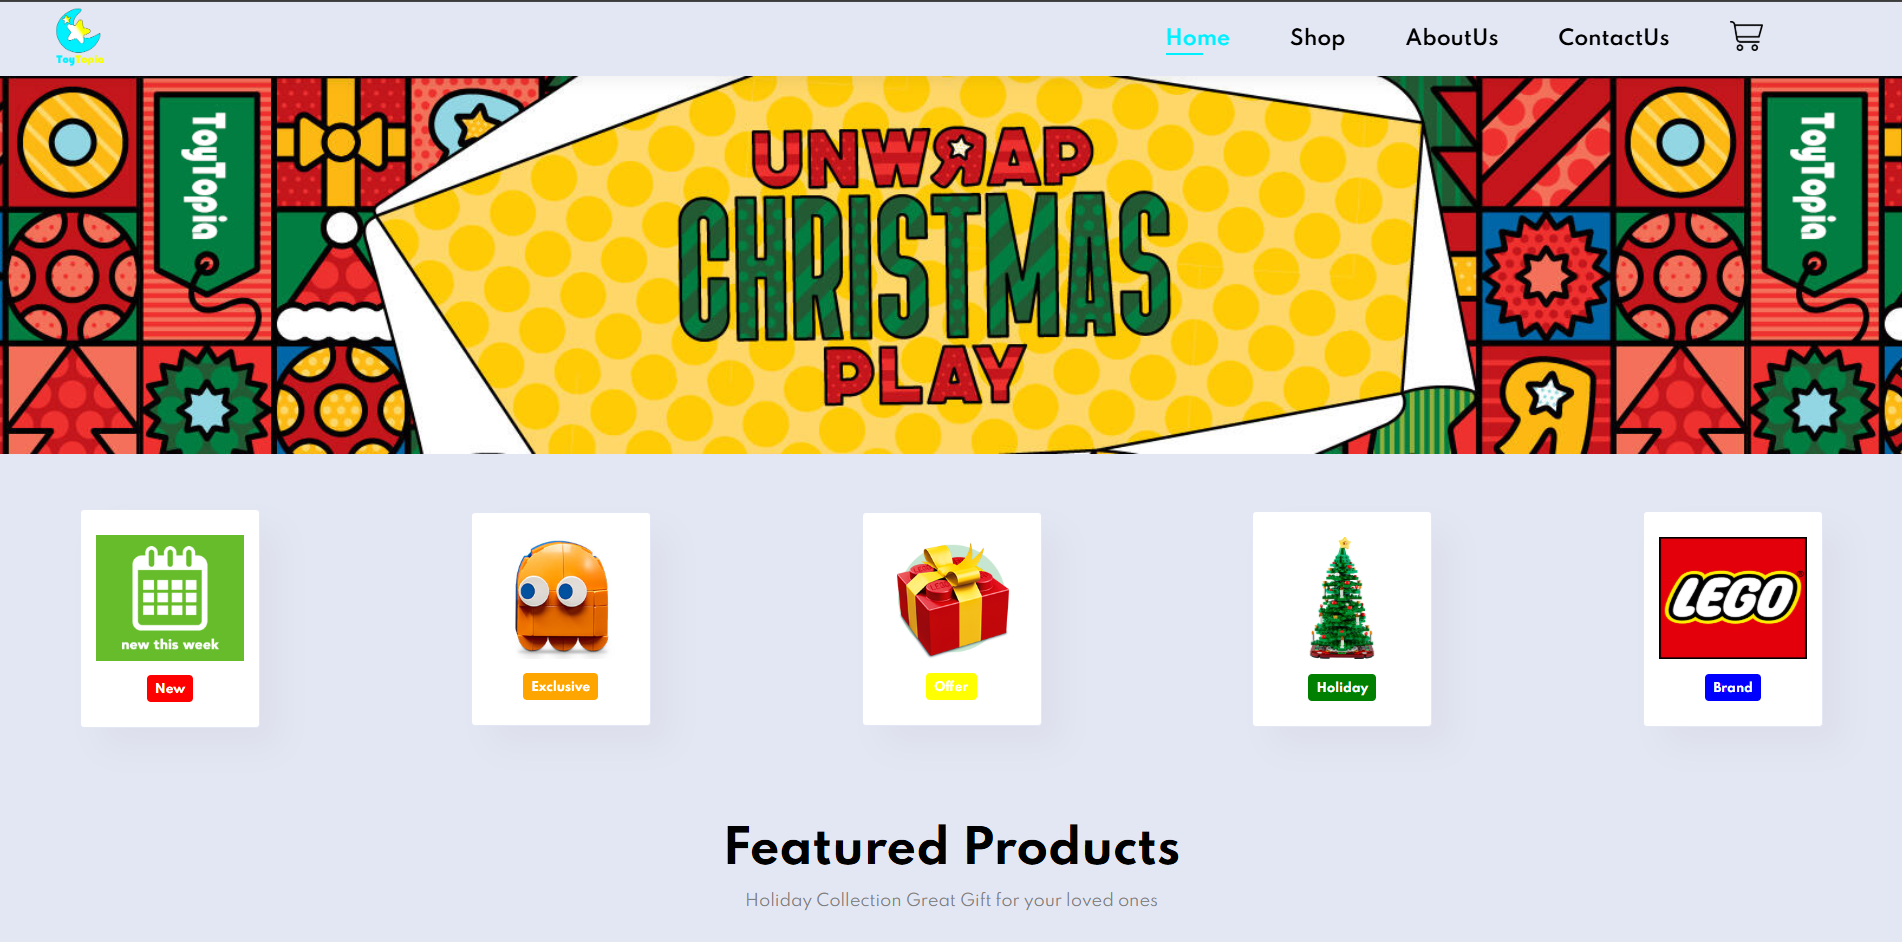 ToyTopia
Home
Shop
AboutUs
ContactUs
ToyTopia
UNWRAP
CHRISTMAS
PLAY
ToyTopia
new this week
New
Exclusive
Offer
Holiday
LEGO
Brand
Featured Products
Holiday Collection Great Gift for your loved ones